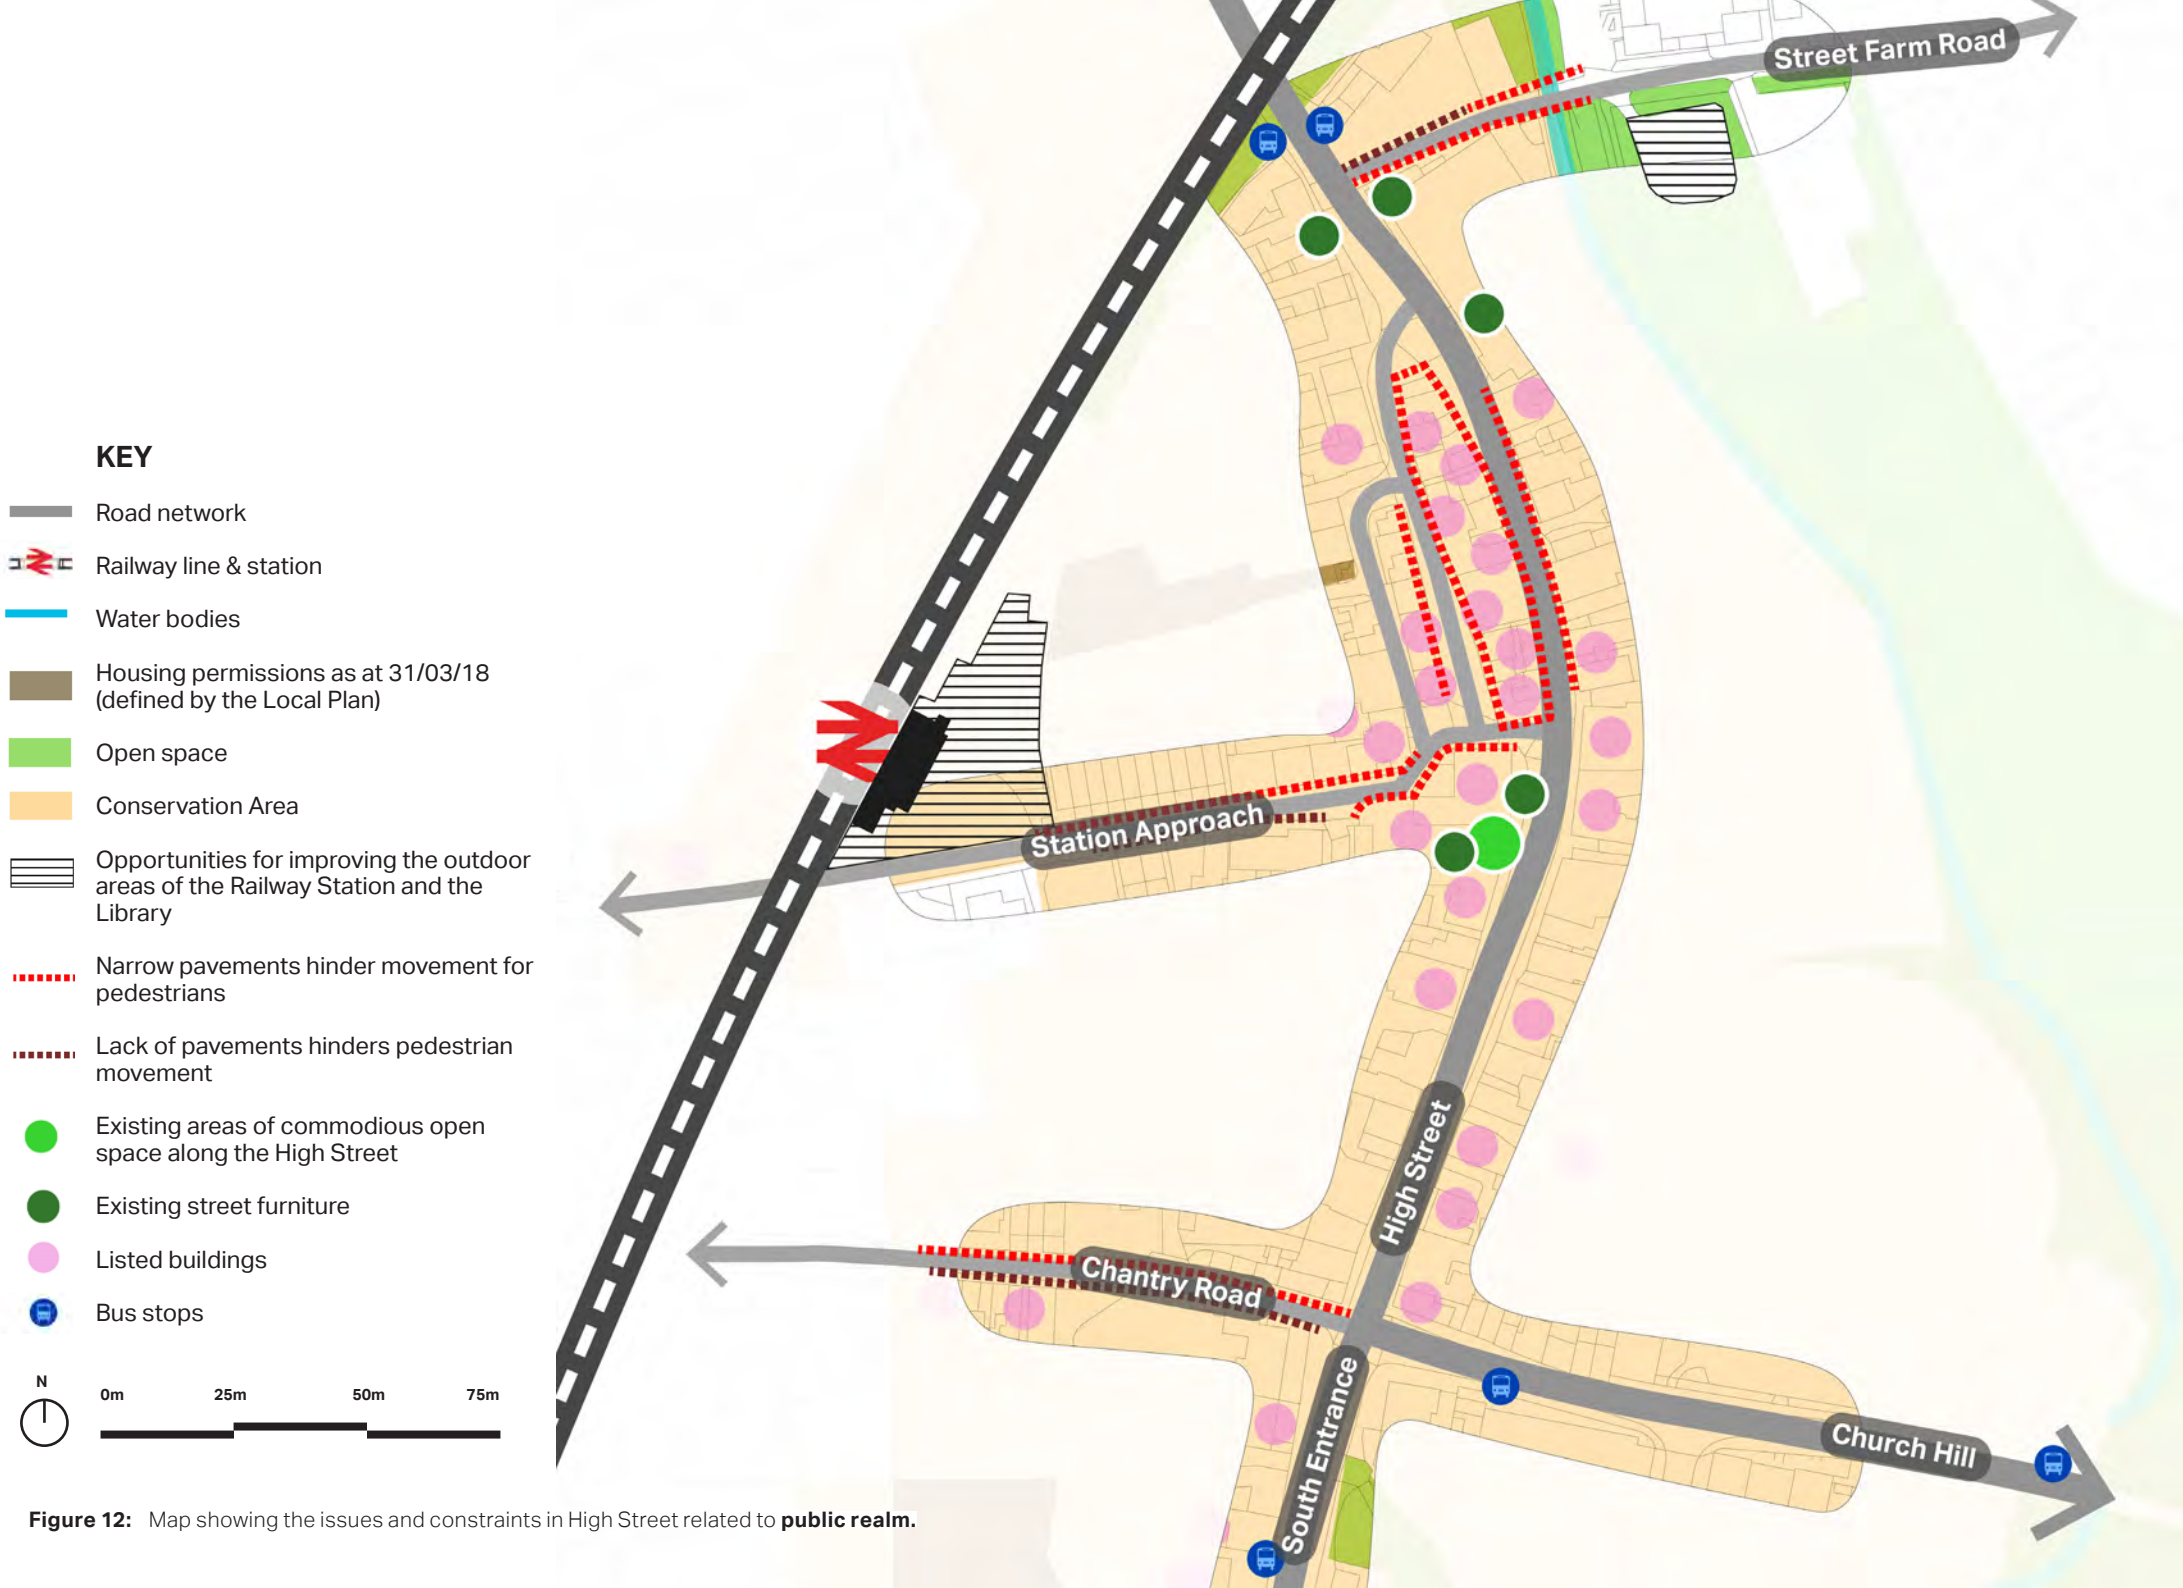 Street Farm Road
KEY
Road network
Railway line & station
Water bodies
Housing permissions as at 31/03/18
(defined by the Local Plan)
Open space
Conservation Area
Opportunities for improving the outdoor
areas of the Railway Station and the
Library
Narrow pavements hinder movement for
pedestrians
Lack of pavements hinders pedestrian
movement
Existing areas of commodious open
space along the High Street
Existing street furniture
Listed buildings
Bus stops
N
0m 25m 50m 75m
Station Approach
High Street
Chantry Road
South Entrance
Church Hill
Figure 12: Map showing the issues and constraints in High Street related to public realm.